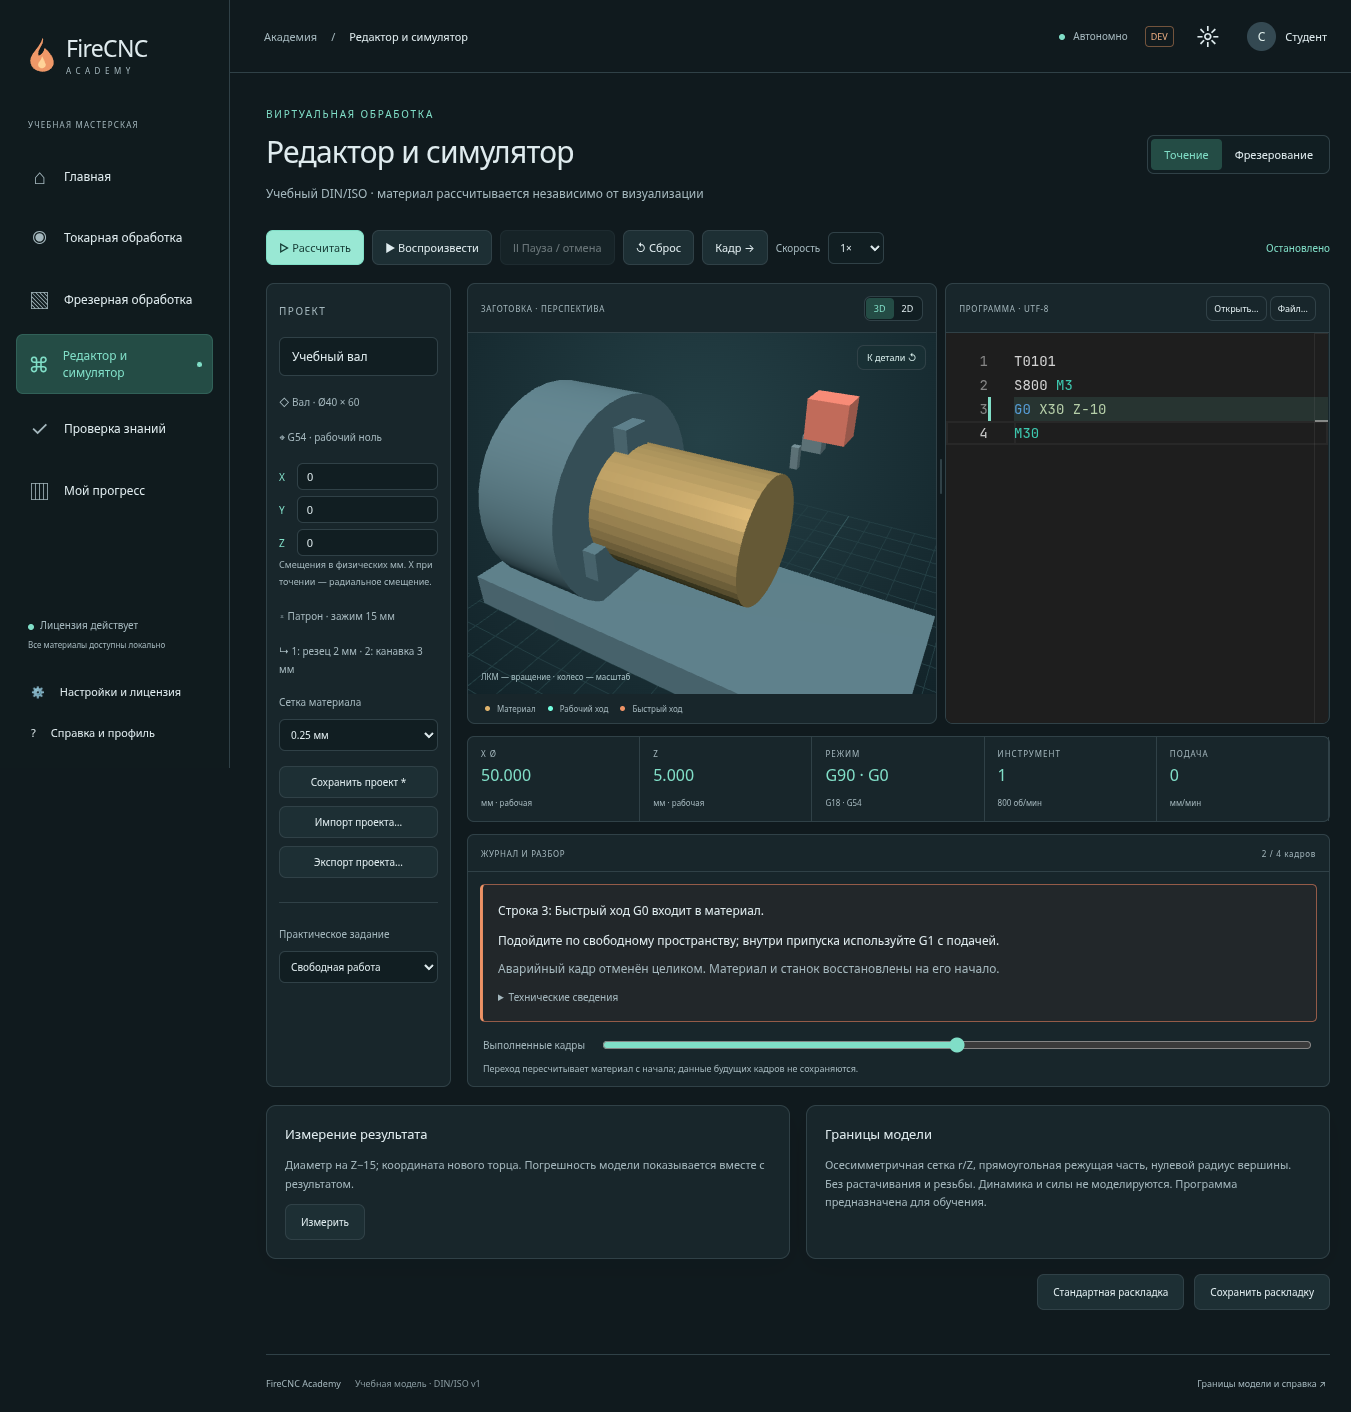 FireCNC
ACADEMY
УЧЕБНАЯ МАСТЕРСКАЯ
Главная
Токарная обработка
Фрезерная обработка
Редактор и
симулятор
Проверка знаний
Мой прогресс
Лицензия действует
Все материалы доступны локально
Настройки и лицензия
? Справка и профиль
Академия / Редактор и симулятор
Автономно
DEV
С Студент
ВИРТУАЛЬНАЯ ОБРАБОТКА
Редактор и симулятор
Учебный DIN/ISO · материал рассчитывается независимо от визуализации
Точение Фрезерование
▷ Рассчитать ▶ Воспроизвести II Пауза / отмена ↺ Сброс Кадр → Скорость 1× Остановлено
ПРОЕКТ
Учебный вал
◇ Вал · Ø40 × 60
⌖ G54 · рабочий ноль
X 0
Y 0
Z 0
Смещения в физических мм. X при
точении — радиальное смещение.
▫ Патрон · зажим 15 мм
↪ 1: резец 2 мм · 2: канавка 3
мм
Сетка материала
0.25 мм
Сохранить проект *
Импорт проекта...
Экспорт проекта...
Практическое задание
Свободная работа
ЗАГОТОВКА · ПЕРСПЕКТИВА 3D 2D
К детали ↺
ЛКМ — вращение · колесо — масштаб
Материал Рабочий ход Быстрый ход
ПРОГРАММА · UTF-8 Открыть... Файл...
1 T0101
2 S800 M3
3 G0 X30 Z-10
4 M30
X Ø
50.000
мм · рабочая
Z
5.000
мм · рабочая
РЕЖИМ
G90 · G0
G18 · G54
ИНСТРУМЕНТ
1
800 об/мин
ПОДАЧА
0
мм/мин
ЖУРНАЛ И РАЗБОР 2 / 4 кадров
Строка 3: Быстрый ход G0 входит в материал.
Подойдите по свободному пространству; внутри припуска используйте G1 с подачей.
Аварийный кадр отменён целиком. Материал и станок восстановлены на его начало.
▶ Технические сведения
Выполненные кадры
Переход пересчитывает материал с начала; данные будущих кадров не сохраняются.
Измерение результата
Диаметр на Z−15; координата нового торца. Погрешность модели показывается вместе с
результатом.
Измерить
Границы модели
Осесимметричная сетка r/Z, прямоугольная режущая часть, нулевой радиус вершины.
Без растачивания и резьбы. Динамика и силы не моделируются. Программа
предназначена для обучения.
Стандартная раскладка Сохранить раскладку
FireCNC Academy Учебная модель · DIN/ISO v1 Границы модели и справка ↗